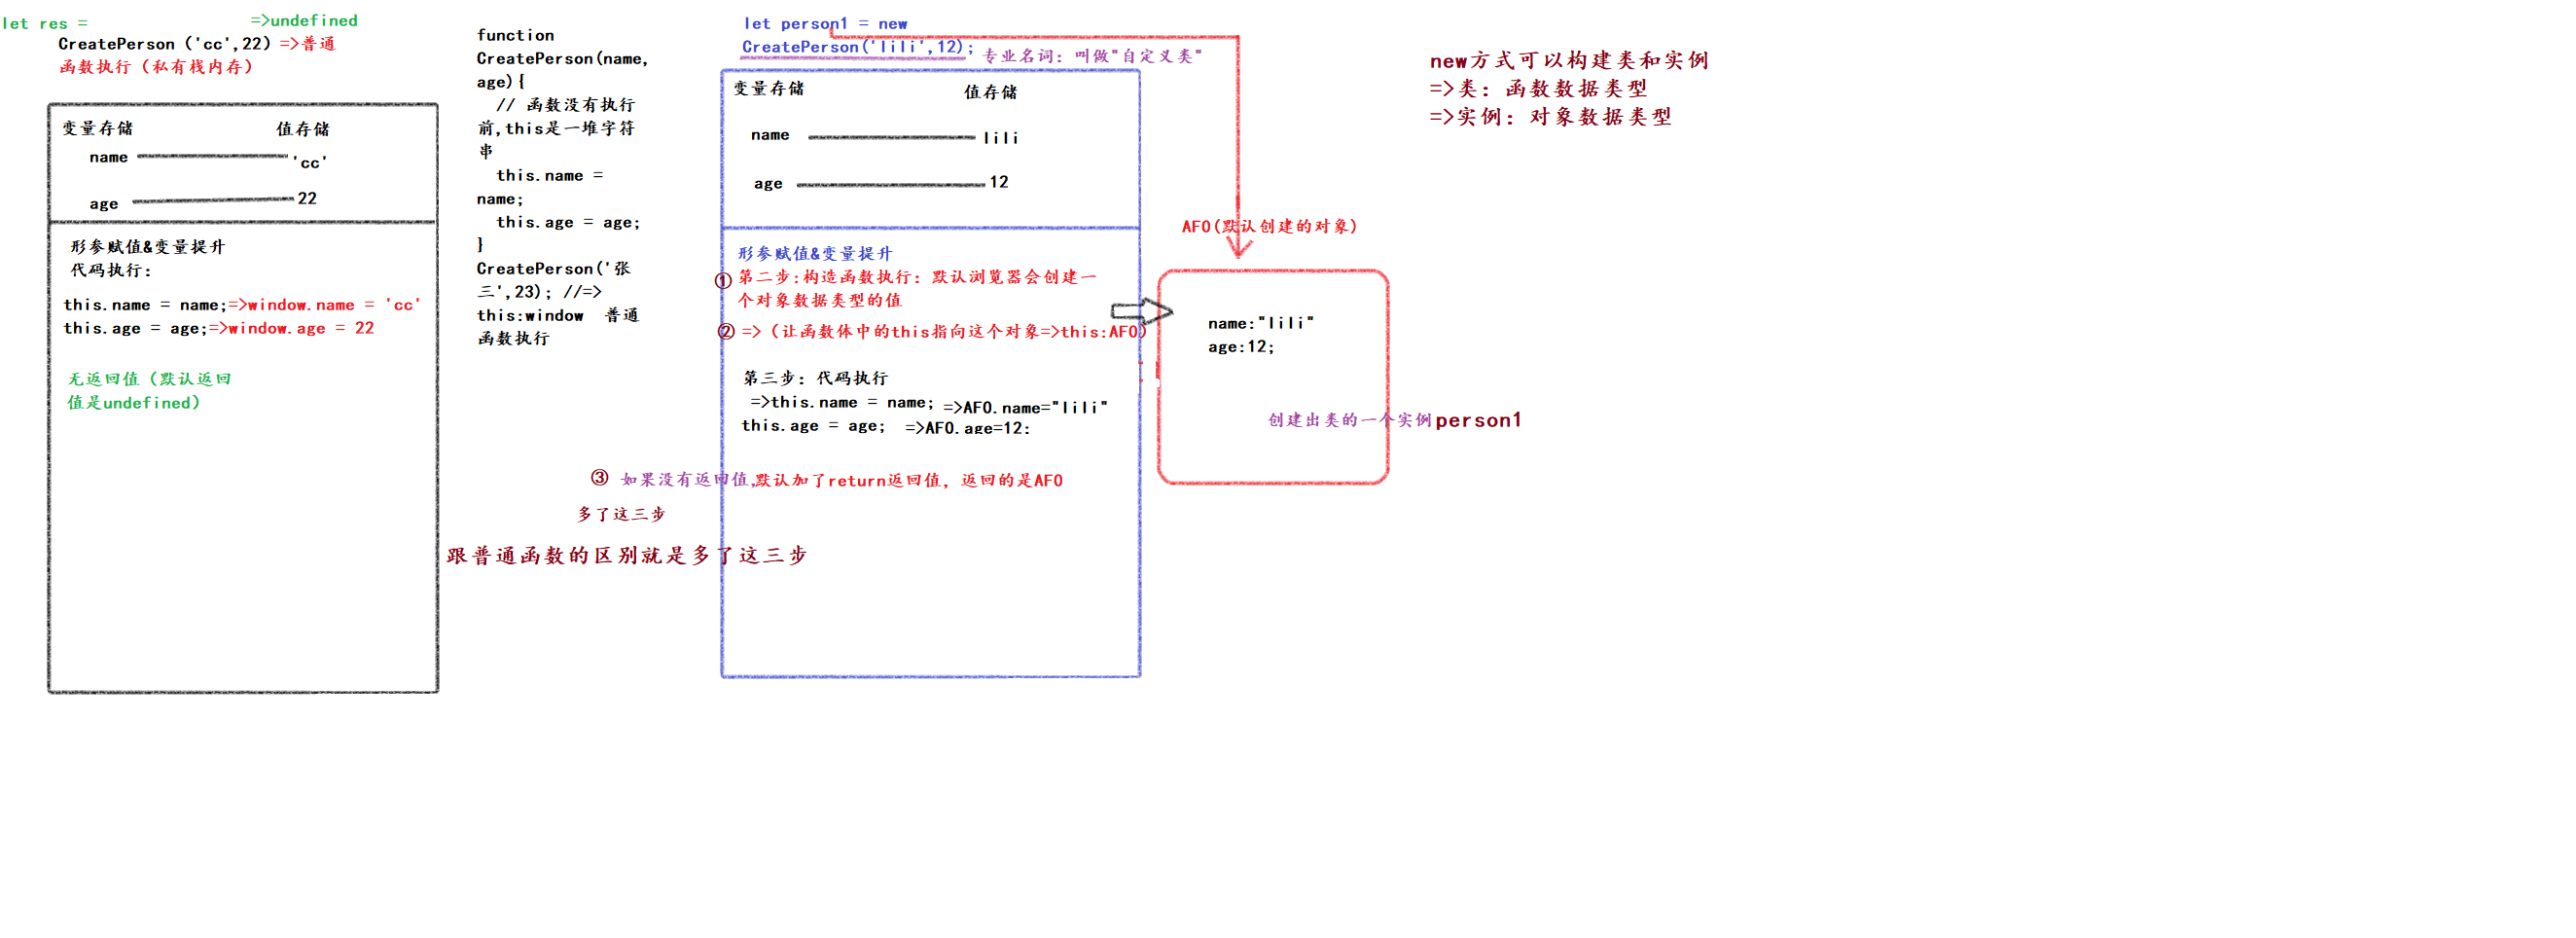 let res =
=>undefined
CreatePerson ('cc',22) =>普通
函数执行 (私有栈内存)
变量存储 值存储
name 'cc'
age 22
形参赋值&变量提升
代码执行:
this.name = name;=>window.name = 'cc'
this.age = age;=>window.age = 22
无返回值 (默认返回
值是undefined)
function
CreatePerson(name,
age){
// 函数没有执行
前,this是一堆字符
串
this.name =
name;
this.age = age;
}
CreatePerson('张
三',23); //=>
this:window 普通
函数执行
let person1 = new
CreatePerson('lili',12);
专业名词: 叫做"自定义类"
变量存储 值存储
name lili
age 12
形参赋值&变量提升
① 第二步:构造函数执行: 默认浏览器会创建一
个对象数据类型的值
② => (让函数体中的this指向这个对象=>this:AFO)
第三步: 代码执行
=>this.name = name; =>AFO.name="lili"
this.age = age; =>AFO.age=12;
③ 如果没有返回值,默认加了return返回值, 返回的是AFO
多了这三步
跟普通函数的区别就是多了这三步
AFO(默认创建的对象)
name:"lili"
age:12;
创建出类的一个实例person1
new方式可以构建类和实例
=>类: 函数数据类型
=>实例: 对象数据类型